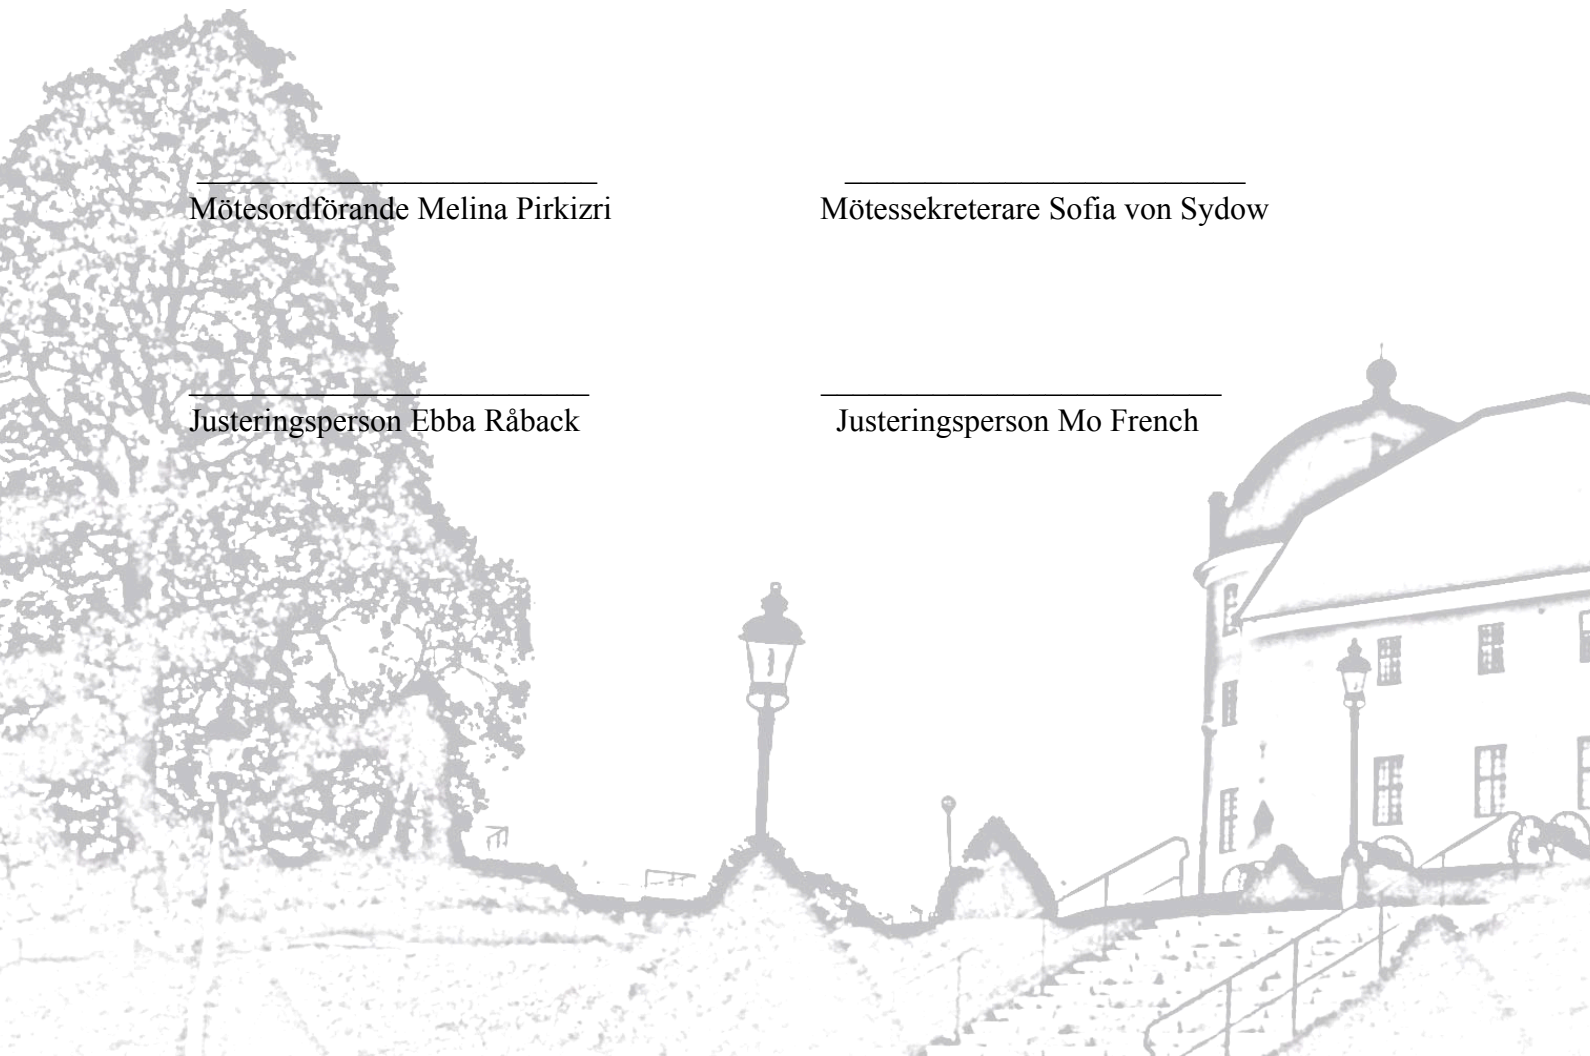 Mötesordförande Melina Pirkizri
Mötessekreterare Sofia von Sydow
Justeringsperson Ebba Råback
Justeringsperson Mo French